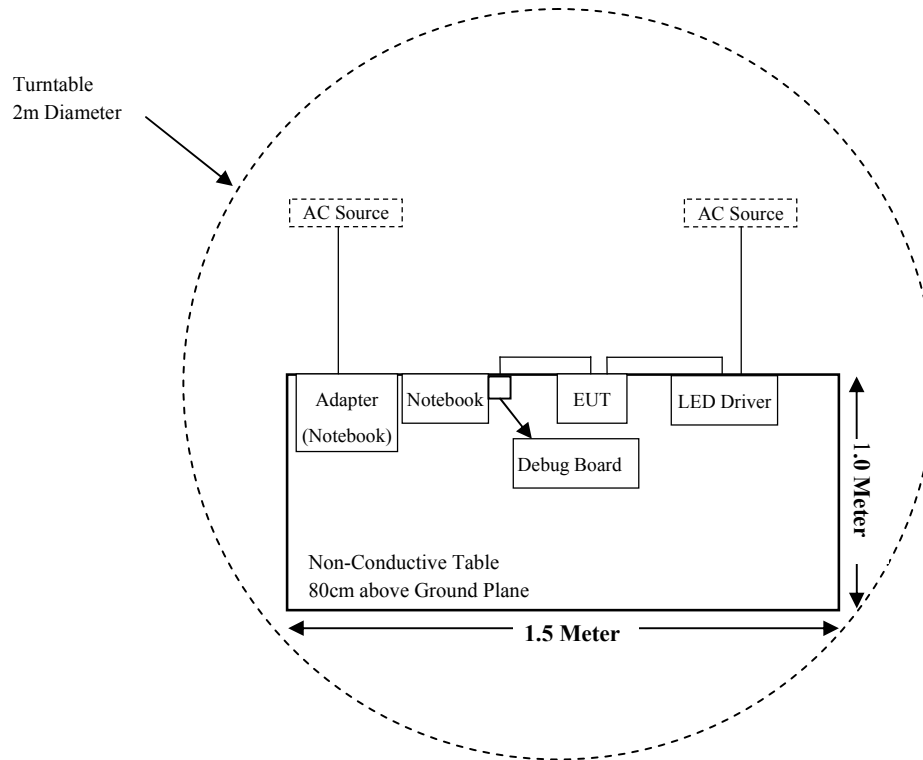 Turntable
2m Diameter
AC Source
AC Source
Adapter
(Notebook)
Notebook
EUT
LED Driver
Debug Board
Non-Conductive Table
80cm above Ground Plane
1.0 Meter
1.5 Meter